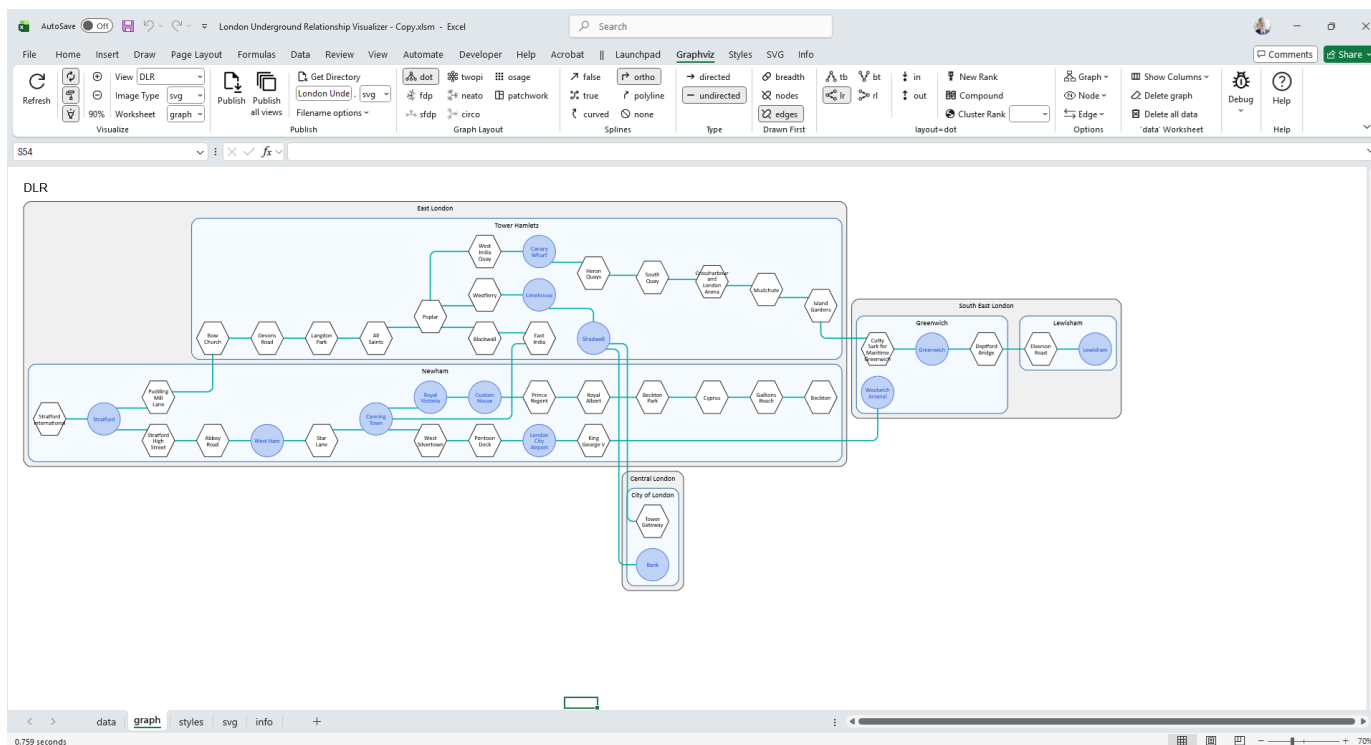 AutoSave Off London Underground Relationship Visualizer - Copy.xlsm - Excel Search
File Home Insert Draw Page Layout Formulas Data Review View Automate Developer Help Acrobat || Launchpad Graphviz Styles SVG Info Comments Share
Refresh
View DLR
Image Type svg
90% Worksheet graph
Visualize
Publish
Publish all views
Get Directory
London Unde . svg
Filename options
Publish
dot twopi osage
fdp neato patchwork
sfdp circo
Graph Layout
false ortho
true polyline
curved none
Splines
directed
undirected
Type
breadth
nodes
edges
Drawn First
tb bt in New Rank
lr rl out Compound
Cluster Rank
layout=dot
Graph
Node
Edge
Options
Show Columns
Delete graph
Delete all data
'data' Worksheet
Debug
Help
Help
S54
fx
DLR
East London
Tower Hamlets
West
India
Quay
Canary
Wharf
Heron
Quays
South
Quay
Crossharbour
and
London
Arena
Mudchute
Island
Gardens
Westferry
Limehouse
Poplar
Bow
Church
Devons
Road
Langdon
Park
All
Saints
Blackwall
East
India
Shadwell
South East London
Greenwich
Cutty
Sark for
Maritime
Greenwich
Greenwich
Deptford
Bridge
Woolwich
Arsenal
Lewisham
Elverson
Road
Lewisham
Newham
Stratford
International
Stratford
Pudding
Mill
Lane
Stratford
High
Street
Abbey
Road
West Ham
Star
Lane
Canning
Town
Royal
Victoria
Custom
House
Prince
Regent
Royal
Albert
Beckton
Park
Cyprus
Gallions
Reach
Beckton
West
Silvertown
Pontoon
Dock
London
City
Airport
King
George V
Central London
City of London
Tower
Gateway
Bank
data graph styles svg info
0.759 seconds 70%